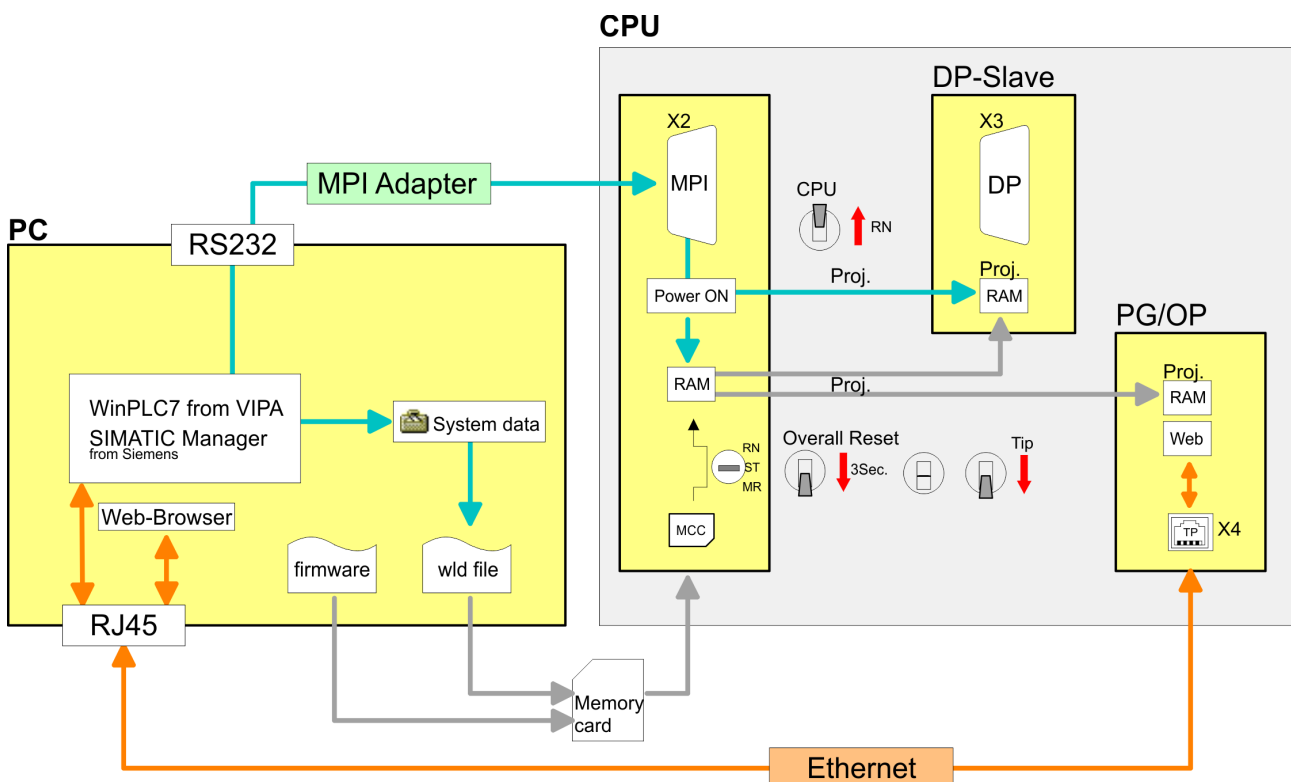 CPU
DP-Slave
X2
MPI
X3
DP
CPU
RN
MPI Adapter
PC
RS232
Power ON
Proj.
Proj.
RAM
PG/OP
RAM
Proj.
Proj.
RAM
Web
WinPLC7 from VIPA
SIMATIC Manager
from Siemens
System data
RN
ST
MR
Overall Reset
3Sec.
Tip
Web-Browser
MCC
TP
X4
firmware
wld file
RJ45
Memory
card
Ethernet